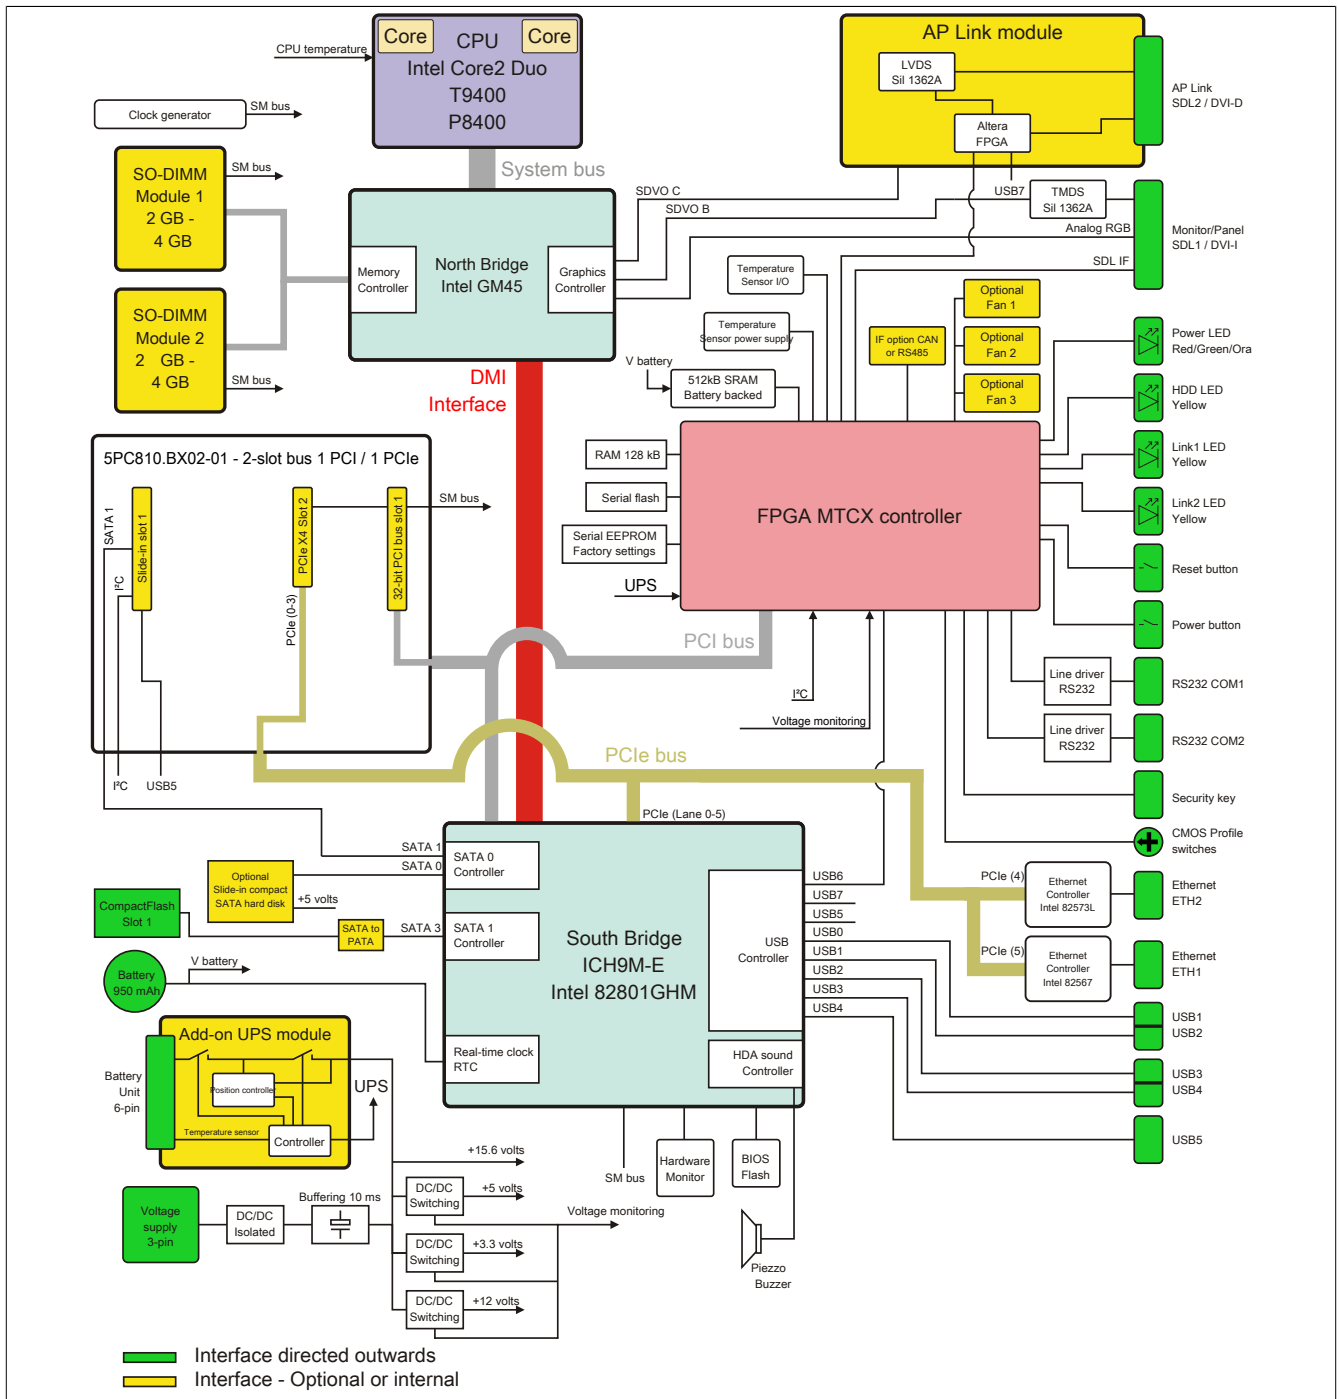 Core
CPU
Core
Intel Core2 Duo
T9400
P8400
CPU temperature
Clock generator
SM bus
SO-DIMM
Module 1
2 GB -
4 GB
SM bus
SO-DIMM
Module 2
2 GB -
4 GB
SM bus
System bus
Memory
Controller
North Bridge
Intel GM45
Graphics
Controller
SDVO C
SDVO B
USB7
Analog RGB
SDL IF
AP Link module
LVDS
Sil 1362A
Altera
FPGA
AP Link
SDL2 / DVI-D
TMDS
Sil 1362A
Monitor/Panel
SDL1 / DVI-I
DMI
Interface
Temperature
Sensor I/O
Temperature
Sensor power supply
V battery
512kB SRAM
Battery backed
IF option CAN
or RS485
Optional
Fan 1
Optional
Fan 2
Optional
Fan 3
Power LED
Red/Green/Ora
HDD LED
Yellow
Link1 LED
Yellow
Link2 LED
Yellow
Reset button
Power button
RAM 128 kB
Serial flash
Serial EEPROM
Factory settings
UPS
FPGA MTCX controller
5PC810.BX02-01 - 2-slot bus 1 PCI / 1 PCIe
SATA 1
Slide-in slot 1
I²C
PCIe X4 Slot 2
PCIe (0-3)
32-bit PCI bus slot 1
SM bus
I²C
USB5
PCI bus
I²C
Voltage monitoring
Line driver
RS232
RS232 COM1
Line driver
RS232
RS232 COM2
Security key
CMOS Profile
switches
PCIe bus
PCIe (Lane 0-5)
PCIe (4)
Ethernet
Controller
Intel 82573L
Ethernet
ETH2
PCIe (5)
Ethernet
Controller
Intel 82567
Ethernet
ETH1
SATA 1
SATA 0
SATA 0
Controller
Optional
Slide-in compact
SATA hard disk
+5 volts
CompactFlash
Slot 1
SATA to
PATA
SATA 3
SATA 1
Controller
Battery
950 mAh
V battery
South Bridge
ICH9M-E
Intel 82801GHM
USB
Controller
USB6
USB7
USB5
USB0
USB1
USB2
USB3
USB4
USB1
USB2
USB3
USB4
USB5
Real-time clock
RTC
HDA sound
Controller
Add-on UPS module
Battery
Unit
6-pin
Position controller
Temperature sensor
Controller
UPS
SM bus
Hardware
Monitor
BIOS
Flash
Piezzo
Buzzer
Voltage
supply
3-pin
DC/DC
Isolated
Buffering 10 ms
+15.6 volts
DC/DC
Switching
+5 volts
Voltage monitoring
DC/DC
Switching
+3.3 volts
DC/DC
Switching
+12 volts
Interface directed outwards
Interface - Optional or internal